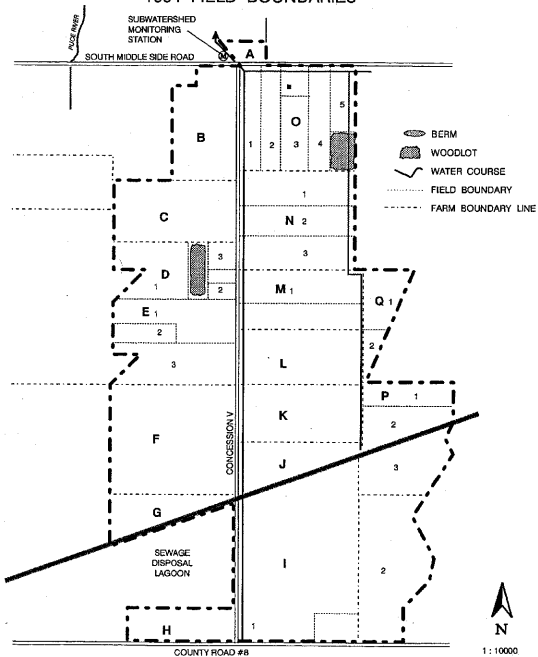 1991 FIELD BOUNDARIES
PUCE RIVER
SUBWATERSHED
MONITORING
STATION
M
A
SOUTH MIDDLE SIDE ROAD
B
O
1
2
3
4
5
BERM
WOODLOT
WATER COURSE
FIELD BOUNDARY
FARM BOUNDARY LINE
C
1
N 2
3
D
1
3
2
M 1
Q 1
2
E 1
2
3
L
P 1
2
3
K
F
CONCESSION V
J
G
SEWAGE
DISPOSAL
LAGOON
I
2
1
H
N
COUNTY ROAD #8
1 : 10000